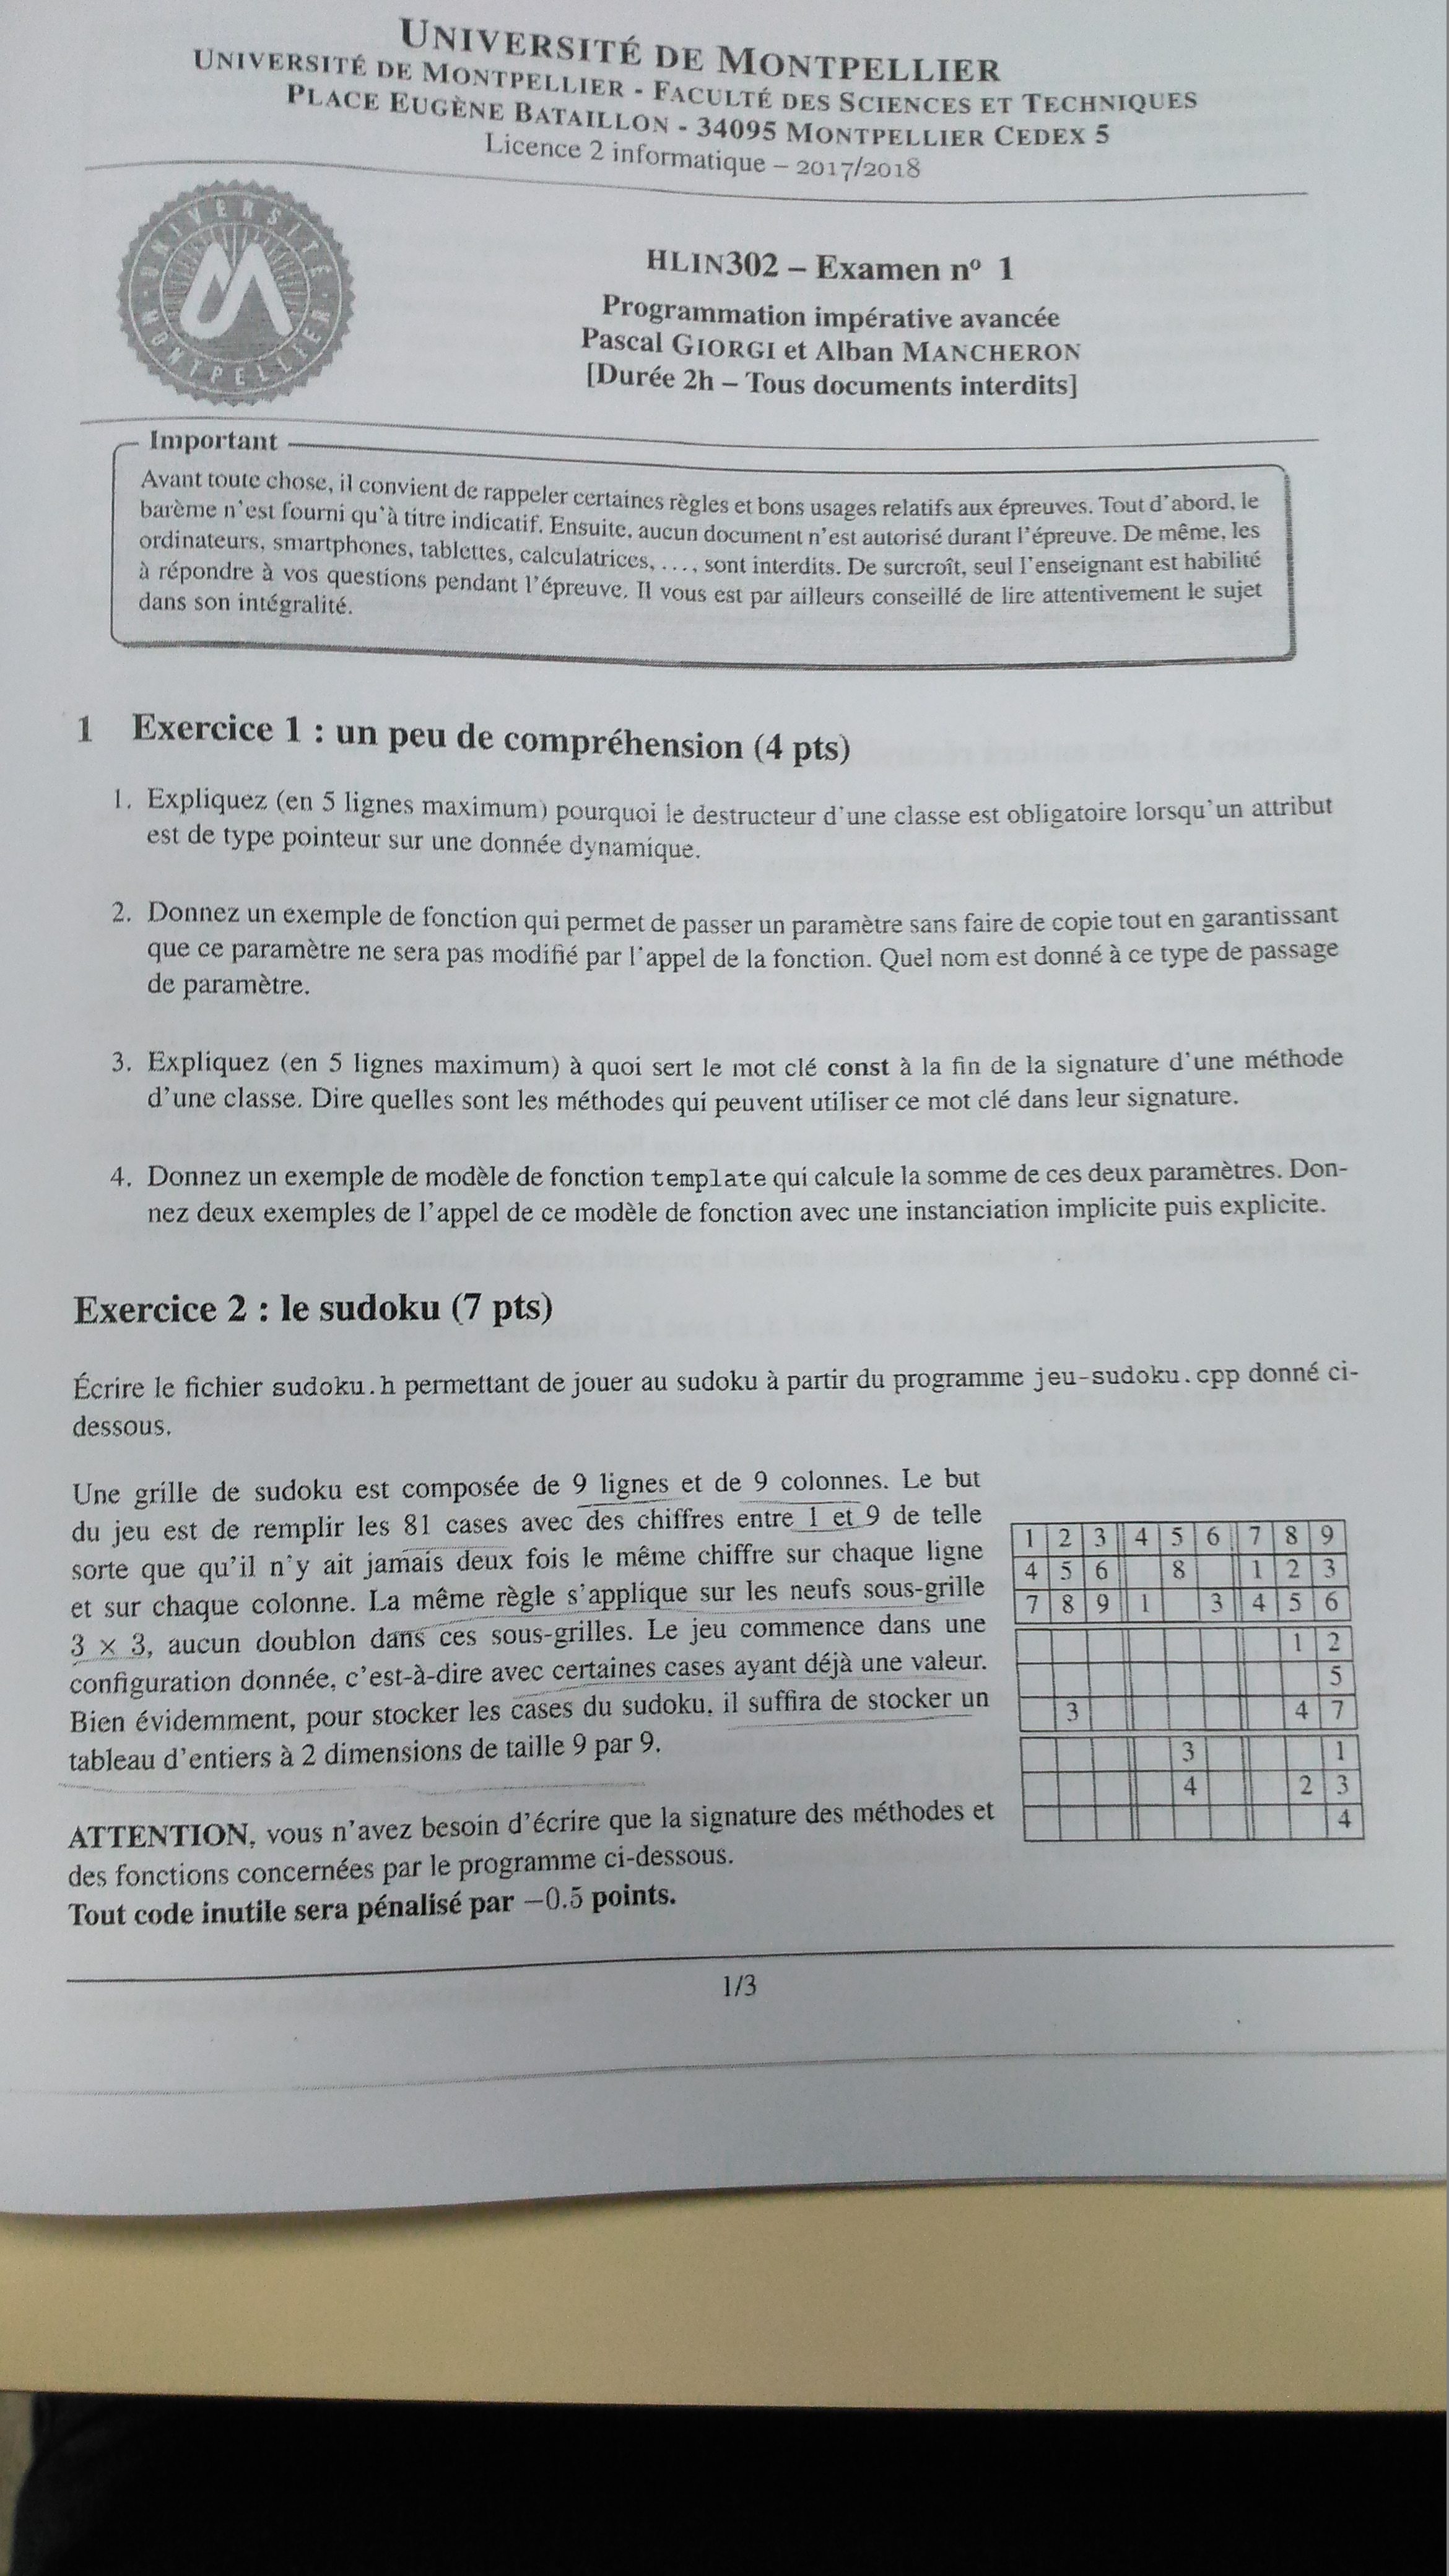 UNIVERSITÉ DE MONTPELLIER
UNIVERSITÉ DE MONTPELLIER - FACULTÉ DES SCIENCES ET TECHNIQUES
PLACE EUGÈNE BATAILLON - 34095 MONTPELLIER CEDEX 5
Licence 2 informatique – 2017/2018
UNIVERSITÉ
MONTPELLIER
HLIN302 – Examen nº 1
Programmation impérative avancée
Pascal GIORGI et Alban MANCHERON
[Durée 2h – Tous documents interdits]
Important
Avant toute chose, il convient de rappeler certaines règles et bons usages relatifs aux épreuves. Tout d'abord, le
barème n'est fourni qu'à titre indicatif. Ensuite, aucun document n'est autorisé durant l'épreuve. De même, les
ordinateurs, smartphones, tablettes, calculatrices, ..., sont interdits. De surcroît, seul l'enseignant est habilité
à répondre à vos questions pendant l'épreuve. Il vous est par ailleurs conseillé de lire attentivement le sujet
dans son intégralité.
1 Exercice 1 : un peu de compréhension (4 pts)
1. Expliquez (en 5 lignes maximum) pourquoi le destructeur d'une classe est obligatoire lorsqu'un attribut
est de type pointeur sur une donnée dynamique.
2. Donnez un exemple de fonction qui permet de passer un paramètre sans faire de copie tout en garantissant
que ce paramètre ne sera pas modifié par l'appel de la fonction. Quel nom est donné à ce type de passage
de paramètre.
3. Expliquez (en 5 lignes maximum) à quoi sert le mot clé const à la fin de la signature d'une méthode
d'une classe. Dire quelles sont les méthodes qui peuvent utiliser ce mot clé dans leur signature.
4. Donnez un exemple de modèle de fonction template qui calcule la somme de ces deux paramètres. Don-
nez deux exemples de l'appel de ce modèle de fonction avec une instanciation implicite puis explicite.
Exercice 2 : le sudoku (7 pts)
Écrire le fichier sudoku.h permettant de jouer au sudoku à partir du programme jeu-sudoku.cpp donné ci-
dessous.
Une grille de sudoku est composée de 9 lignes et de 9 colonnes. Le but
du jeu est de remplir les 81 cases avec des chiffres entre 1 et 9 de telle
sorte que qu'il n'y ait jamais deux fois le même chiffre sur chaque ligne
et sur chaque colonne. La même règle s'applique sur les neufs sous-grille
3 × 3, aucun doublon dans ces sous-grilles. Le jeu commence dans une
configuration donnée, c'est-à-dire avec certaines cases ayant déjà une valeur.
Bien évidemment, pour stocker les cases du sudoku, il suffira de stocker un
tableau d'entiers à 2 dimensions de taille 9 par 9.
1 2 3 4 5 6 7 8 9
4 5 6 8 1 2 3
7 8 9 1 3 4 5 6
1 2
5
3 4 7
3 1
4 2 3
4
ATTENTION, vous n'avez besoin d'écrire que la signature des méthodes et
des fonctions concernées par le programme ci-dessous.
Tout code inutile sera pénalisé par −0.5 points.
1/3